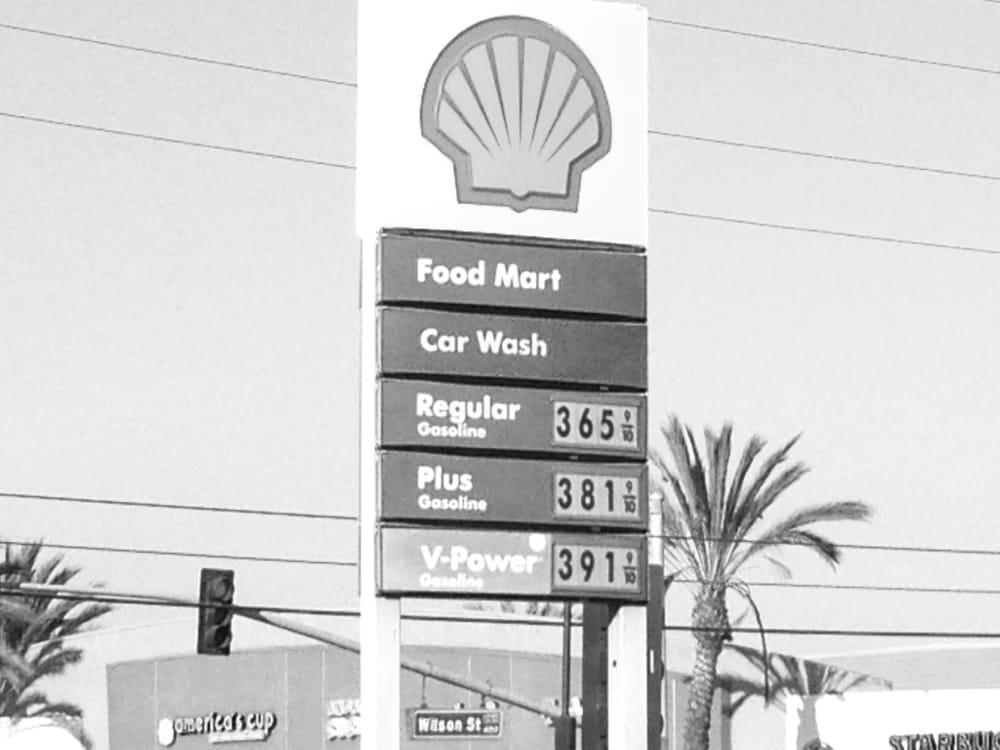 Food Mart
Car Wash
Regular
Gasoline
365 9/10
Plus
Gasoline
381 9/10
V-Power
Gasoline
391 9/10
america's cup
Wilson St